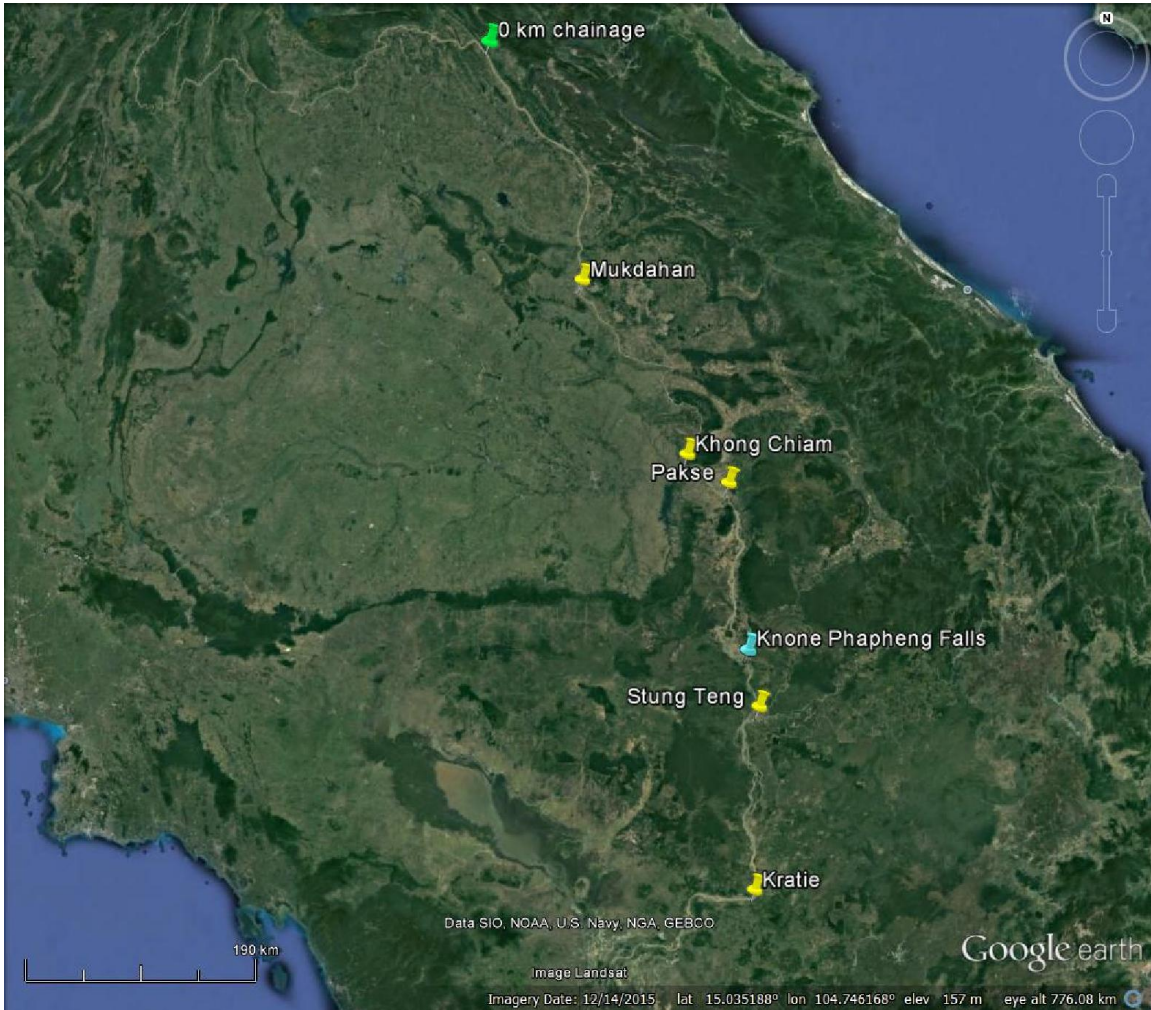 N
0 km chainage
Mukdahan
Khong Chiam
Pakse
Knone Phapheng Falls
Stung Teng
Kratie
Data SIO, NOAA, U.S. Navy, NGA, GEBCO
190 km
Google earth
Image Landsat
Imagery Date: 12/14/2015 lat 15.035188° lon 104.746168° elev 157 m eye alt 776.08 km